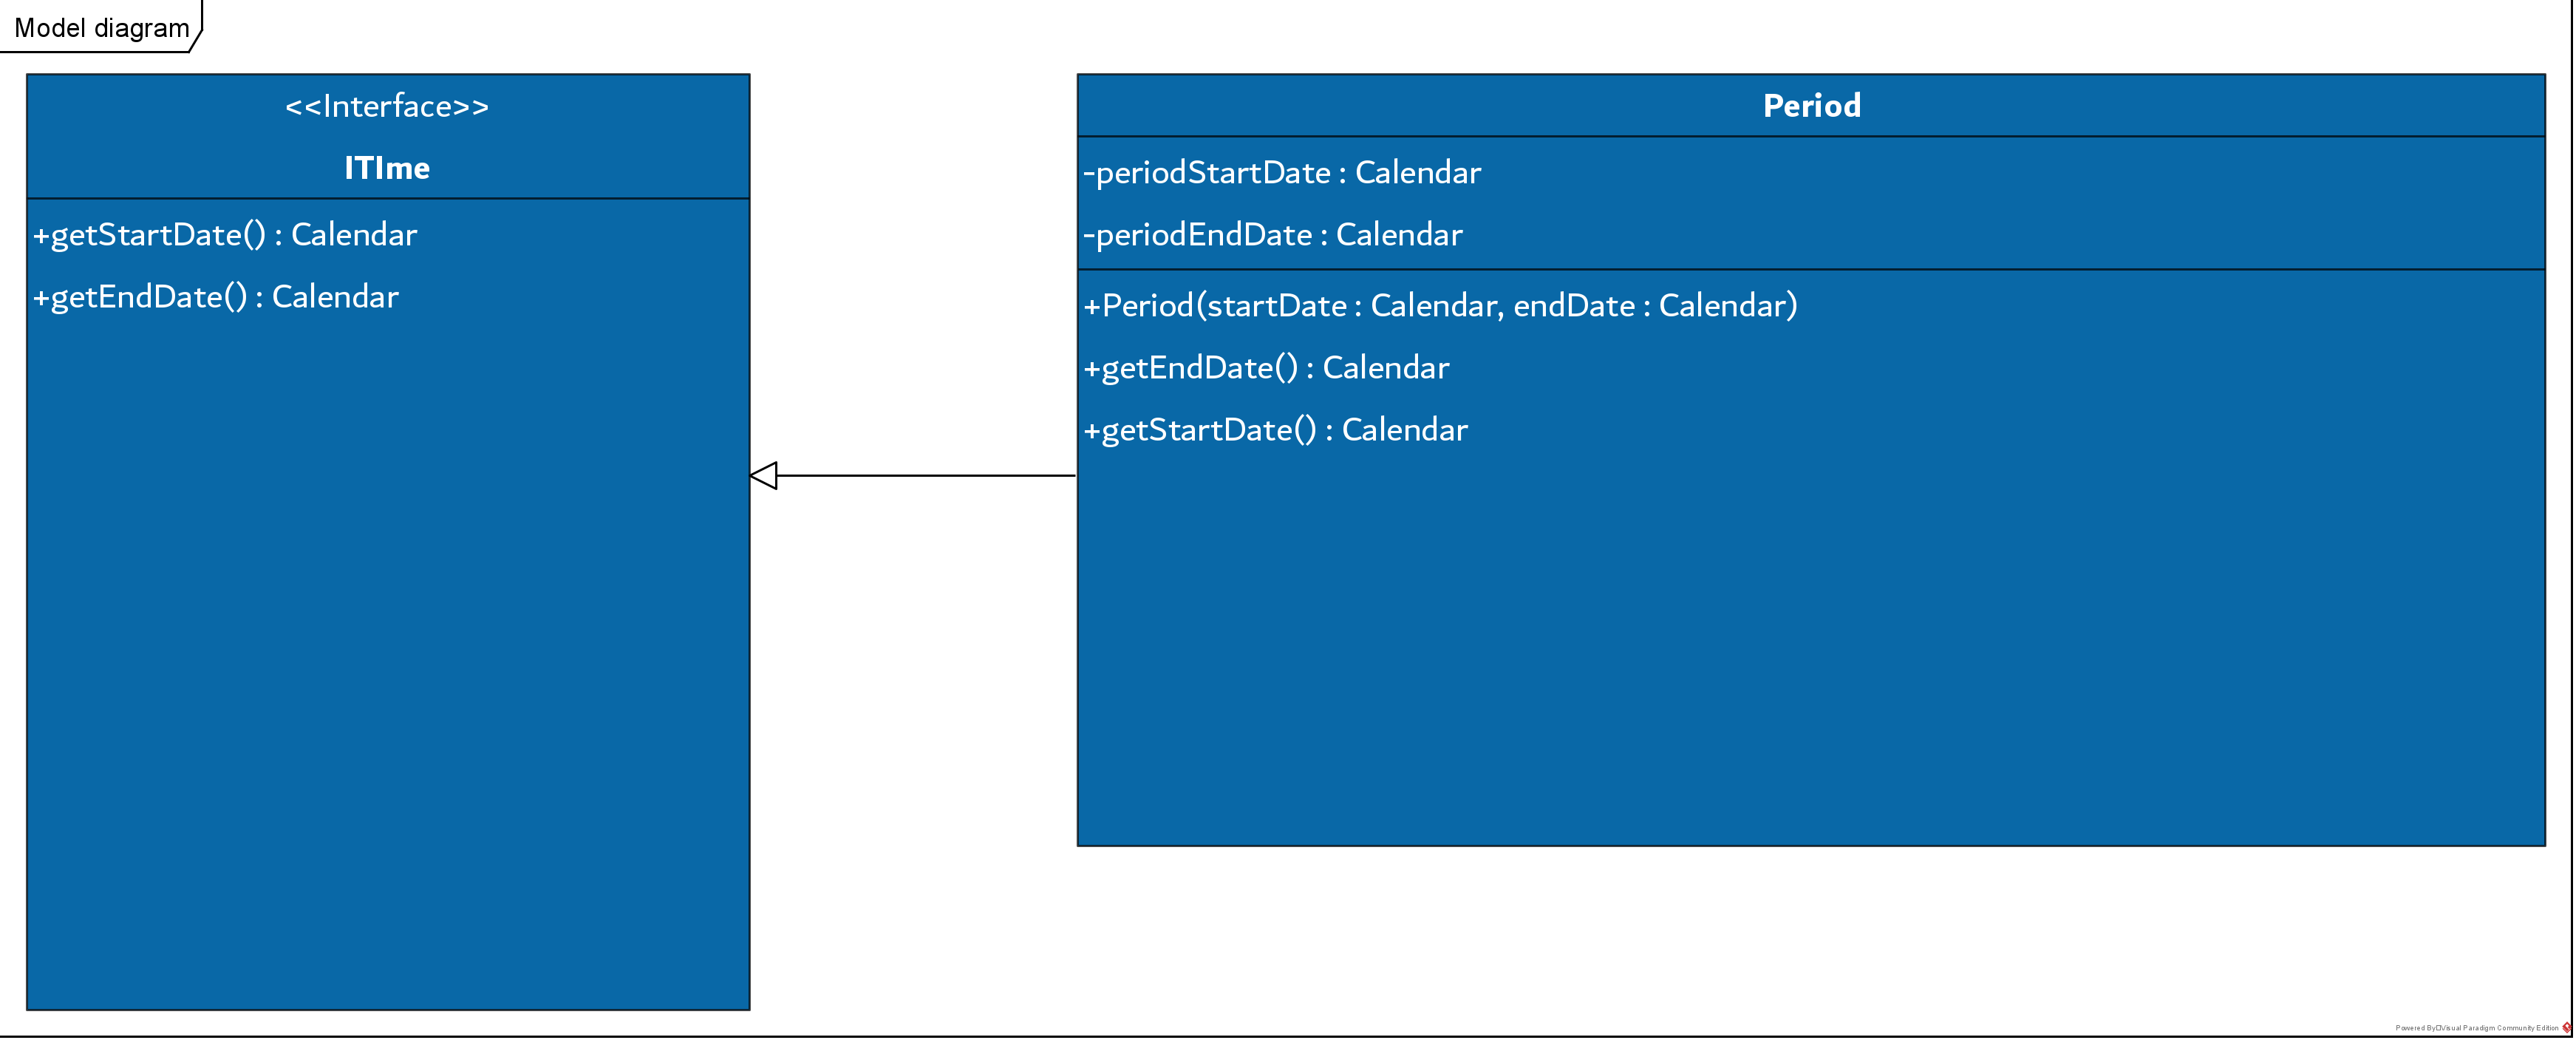 Model diagram
<<Interface>>
ITIme
+getStartDate() : Calendar
+getEndDate() : Calendar
Period
-periodStartDate : Calendar
-periodEndDate : Calendar
+Period(startDate : Calendar, endDate : Calendar)
+getEndDate() : Calendar
+getStartDate() : Calendar
Powered By□Visual Paradigm Community Edition